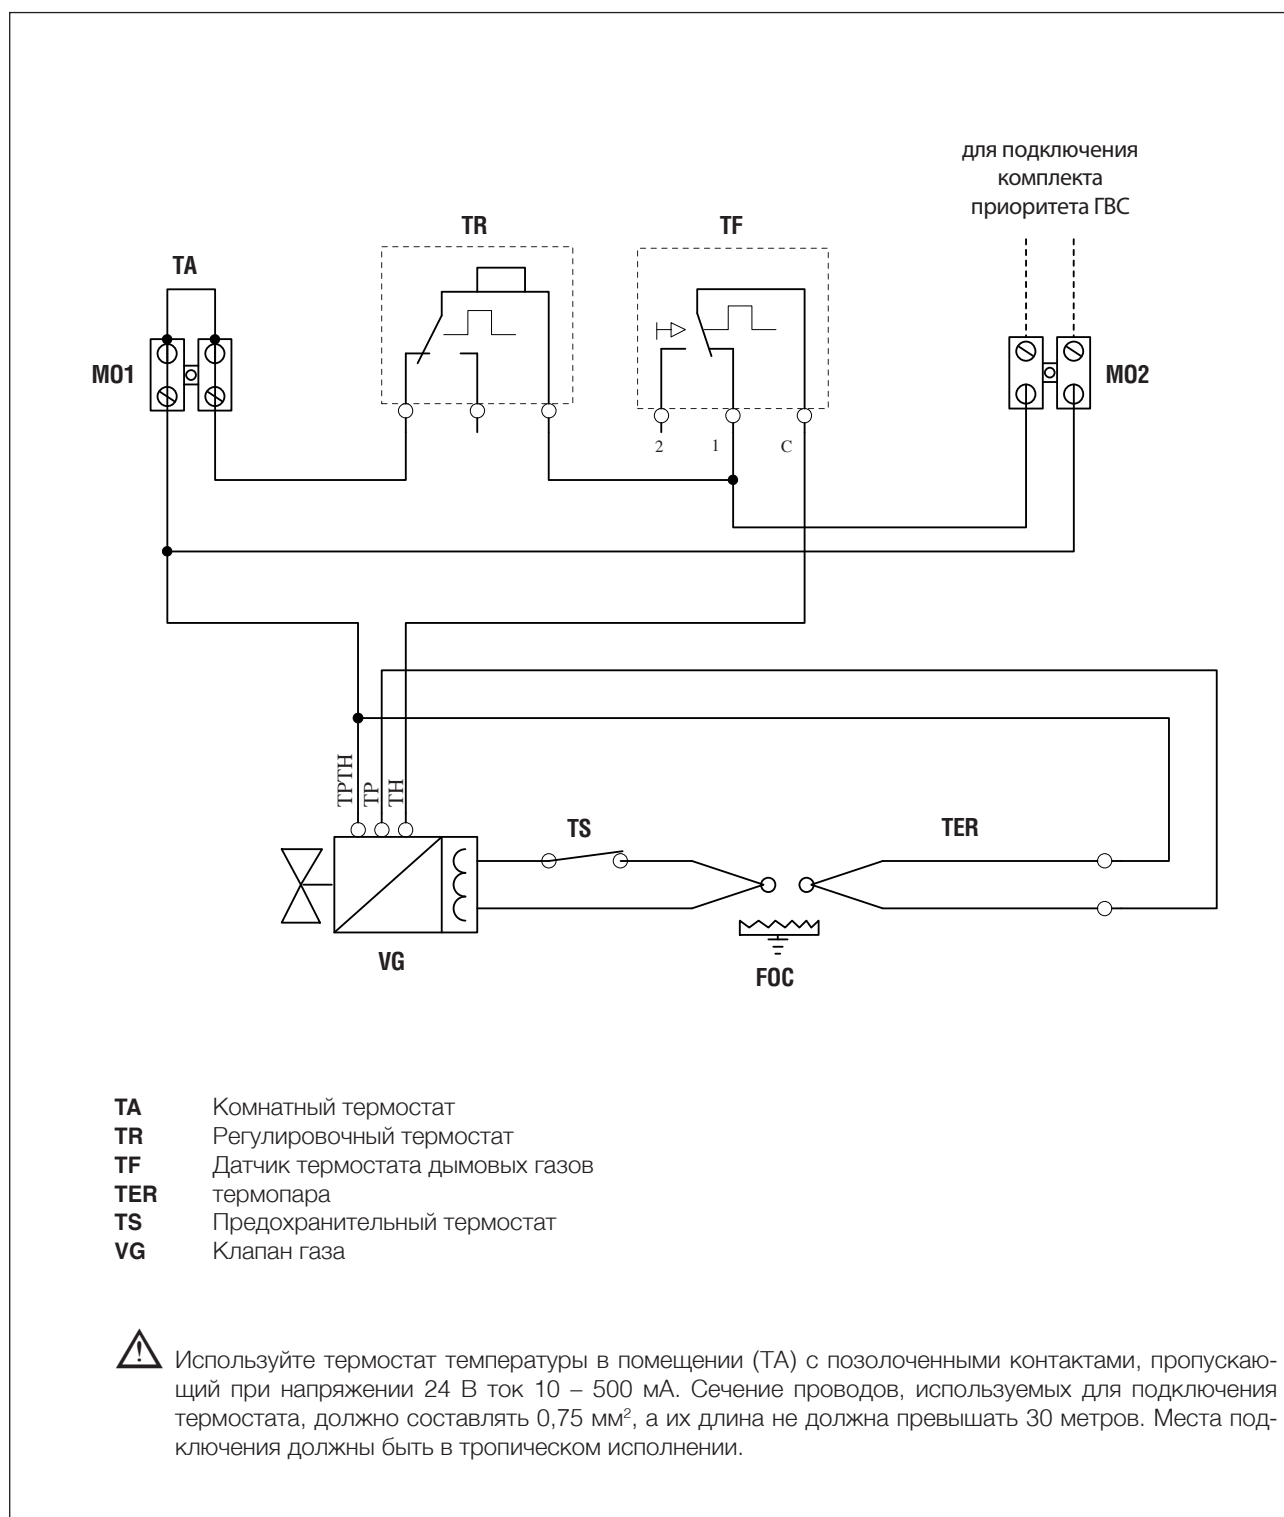 для подключения
комплекта
приоритета ГВС
TR
TF
TA
MO1
MO2
2
1
C
TPTH
TP
TH
TS
TER
VG
FOC
TA Комнатный термостат
TR Регулировочный термостат
TF Датчик термостата дымовых газов
TER термопара
TS Предохранительный термостат
VG Клапан газа
Используйте термостат температуры в помещении (ТА) с позолоченными контактами, пропускаю-
щий при напряжении 24 В ток 10 – 500 мА. Сечение проводов, используемых для подключения
термостата, должно составлять 0,75 мм², а их длина не должна превышать 30 метров. Места под-
ключения должны быть в тропическом исполнении.